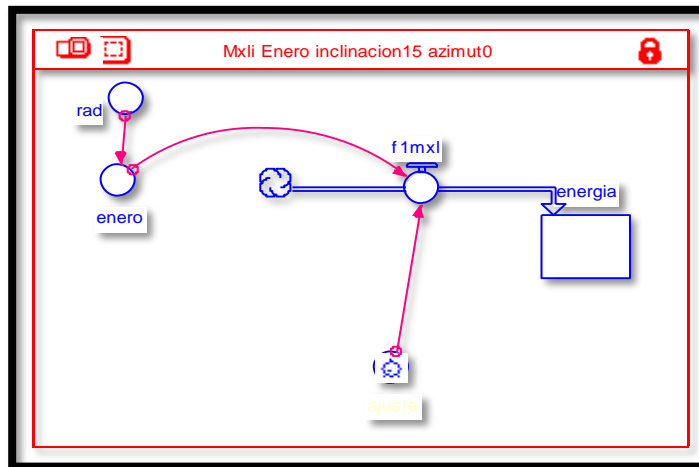 Mxli Enero inclinacion15 azimut0
rad
f1mxl
energia
enero
ajuste